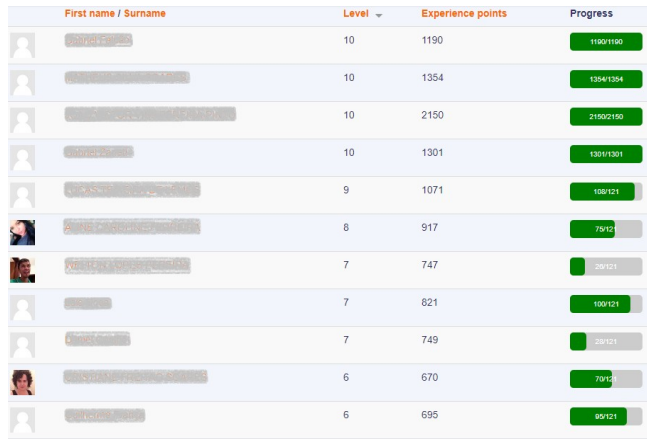 First name / Surname Level Experience points Progress
10 1190 1190/1190
10 1354 1354/1354
10 2150 2150/2150
10 1301 1301/1301
9 1071 108/121
8 917 75/121
7 747 26/121
7 821 100/121
7 749 28/121
6 670 70/121
6 695 95/121